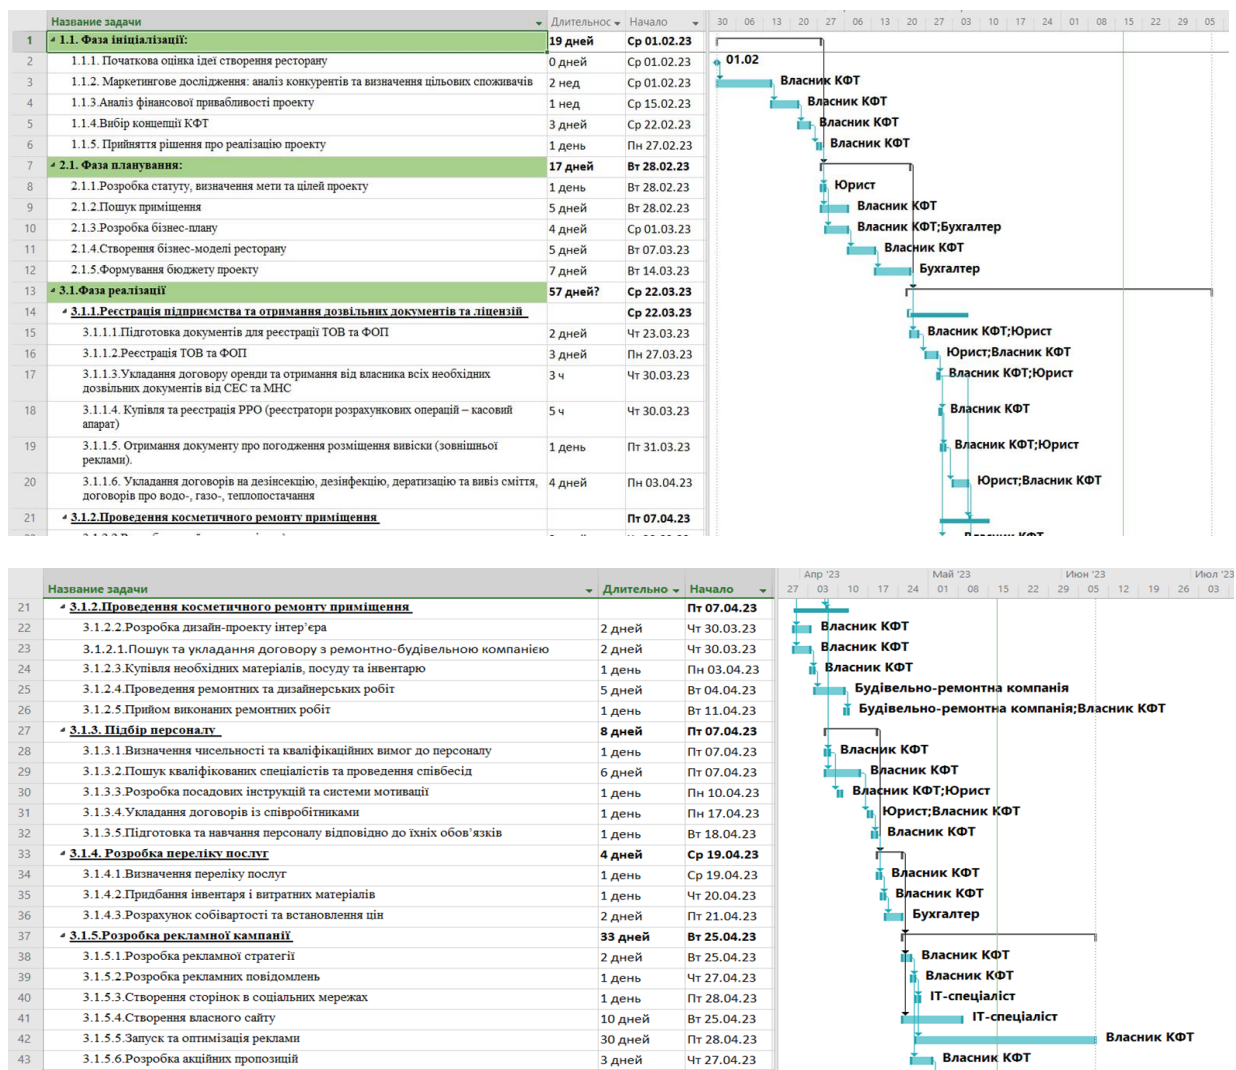 Название задачи Длительнос Начало 30 06 13 20 27 06 13 20 27 03 10 17 24 01 08 15 22 29 05
1 1.1. Фаза ініціалізації: 19 дней Ср 01.02.23
2 1.1.1. Початкова оцінка ідеї створення ресторану 0 дней Ср 01.02.23 01.02
3 1.1.2. Маркетингове дослідження: аналіз конкурентів та визначення цільових споживачів 2 нед Ср 01.02.23 Власник КФТ
4 1.1.3.Аналіз фінансової привабливості проекту 1 нед Ср 15.02.23 Власник КФТ
5 1.1.4.Вибір концепції КФТ 3 дней Ср 22.02.23 Власник КФТ
6 1.1.5. Прийняття рішення про реалізацію проекту 1 день Пн 27.02.23 Власник КФТ
7 2.1. Фаза планування: 17 дней Вт 28.02.23
8 2.1.1.Розробка статуту, визначення мети та цілей проекту 1 день Вт 28.02.23 Юрист
9 2.1.2.Пошук приміщення 5 дней Вт 28.02.23 Власник КФТ
10 2.1.3.Розробка бізнес-плану 4 дней Ср 01.03.23 Власник КФТ;Бухгалтер
11 2.1.4.Створення бізнес-моделі ресторану 5 дней Вт 07.03.23 Власник КФТ
12 2.1.5.Формування бюджету проекту 7 дней Вт 14.03.23 Бухгалтер
13 3.1.Фаза реалізації 57 дней? Ср 22.03.23
14 3.1.1.Реєстрація підприємства та отримання дозвільних документів та ліцензій Ср 22.03.23
15 3.1.1.1.Підготовка документів для реєстрації ТОВ та ФОП 2 дней Чт 23.03.23 Власник КФТ;Юрист
16 3.1.1.2.Реєстрація ТОВ та ФОП 3 дней Пн 27.03.23 Юрист;Власник КФТ
17 3.1.1.3.Укладання договору оренди та отримання від власника всіх необхідних 3 ч Чт 30.03.23 Власник КФТ;Юрист
дозвільних документів від СЕС та МНС
18 3.1.1.4. Купівля та реєстрація РРО (реєстратори розрахункових операцій – касовий 5 ч Чт 30.03.23 Власник КФТ
апарат)
19 3.1.1.5. Отримання документу про погодження розміщення вивіски (зовнішньої 1 день Пт 31.03.23 Власник КФТ;Юрист
реклами).
20 3.1.1.6. Укладання договорів на дезінсекцію, дезінфекцію, дератизацію та вивіз сміття, 4 дней Пн 03.04.23 Юрист;Власник КФТ
договорів про водо-, газо-, теплопостачання
21 3.1.2.Проведення косметичного ремонту приміщення Пт 07.04.23
Апр '23 Май '23 Июн '23 Июл '23
Название задачи Длительно Начало 27 03 10 17 24 01 08 15 22 29 05 12 19 26 03
21 3.1.2.Проведення косметичного ремонту приміщення Пт 07.04.23
22 3.1.2.2.Розробка дизайн-проекту інтер’єра 2 дней Чт 30.03.23 Власник КФТ
23 3.1.2.1.Пошук та укладання договору з ремонтно-будівельною компанією 2 дней Чт 30.03.23 Власник КФТ
24 3.1.2.3.Купівля необхідних матеріалів, посуду та інвентарю 1 день Пн 03.04.23 Власник КФТ
25 3.1.2.4.Проведення ремонтних та дизайнерських робіт 5 дней Вт 04.04.23 Будівельно-ремонтна компанія
26 3.1.2.5.Прийом виконаних ремонтних робіт 1 день Вт 11.04.23 Будівельно-ремонтна компанія;Власник КФТ
27 3.1.3. Підбір персоналу 8 дней Пт 07.04.23
28 3.1.3.1.Визначення чисельності та кваліфікаційних вимог до персоналу 1 день Пт 07.04.23 Власник КФТ
29 3.1.3.2.Пошук кваліфікованих спеціалістів та проведення співбесід 6 дней Пт 07.04.23 Власник КФТ
30 3.1.3.3.Розробка посадових інструкцій та системи мотивації 1 день Пн 10.04.23 Власник КФТ;Юрист
31 3.1.3.4.Укладання договорів із співробітниками 1 день Пн 17.04.23 Юрист;Власник КФТ
32 3.1.3.5.Підготовка та навчання персоналу відповідно до їхніх обов’язків 1 день Вт 18.04.23 Власник КФТ
33 3.1.4. Розробка переліку послуг 4 дней Ср 19.04.23
34 3.1.4.1.Визначення переліку послуг 1 день Ср 19.04.23 Власник КФТ
35 3.1.4.2.Придбання інвентаря і витратних матеріалів 1 день Чт 20.04.23 Власник КФТ
36 3.1.4.3.Розрахунок собівартості та встановлення цін 2 дней Пт 21.04.23 Бухгалтер
37 3.1.5.Розробка рекламної кампанії 33 дней Вт 25.04.23
38 3.1.5.1.Розробка рекламної стратегії 2 дней Вт 25.04.23 Власник КФТ
39 3.1.5.2.Розробка рекламних повідомлень 1 день Чт 27.04.23 Власник КФТ
40 3.1.5.3.Створення сторінок в соціальних мережах 1 день Пт 28.04.23 ІТ-спеціаліст
41 3.1.5.4.Створення власного сайту 10 дней Вт 25.04.23 ІТ-спеціаліст
42 3.1.5.5.Запуск та оптимізація реклами 30 дней Пт 28.04.23 Власник КФТ
43 3.1.5.6.Розробка акційних пропозицій 3 дней Чт 27.04.23 Власник КФТ